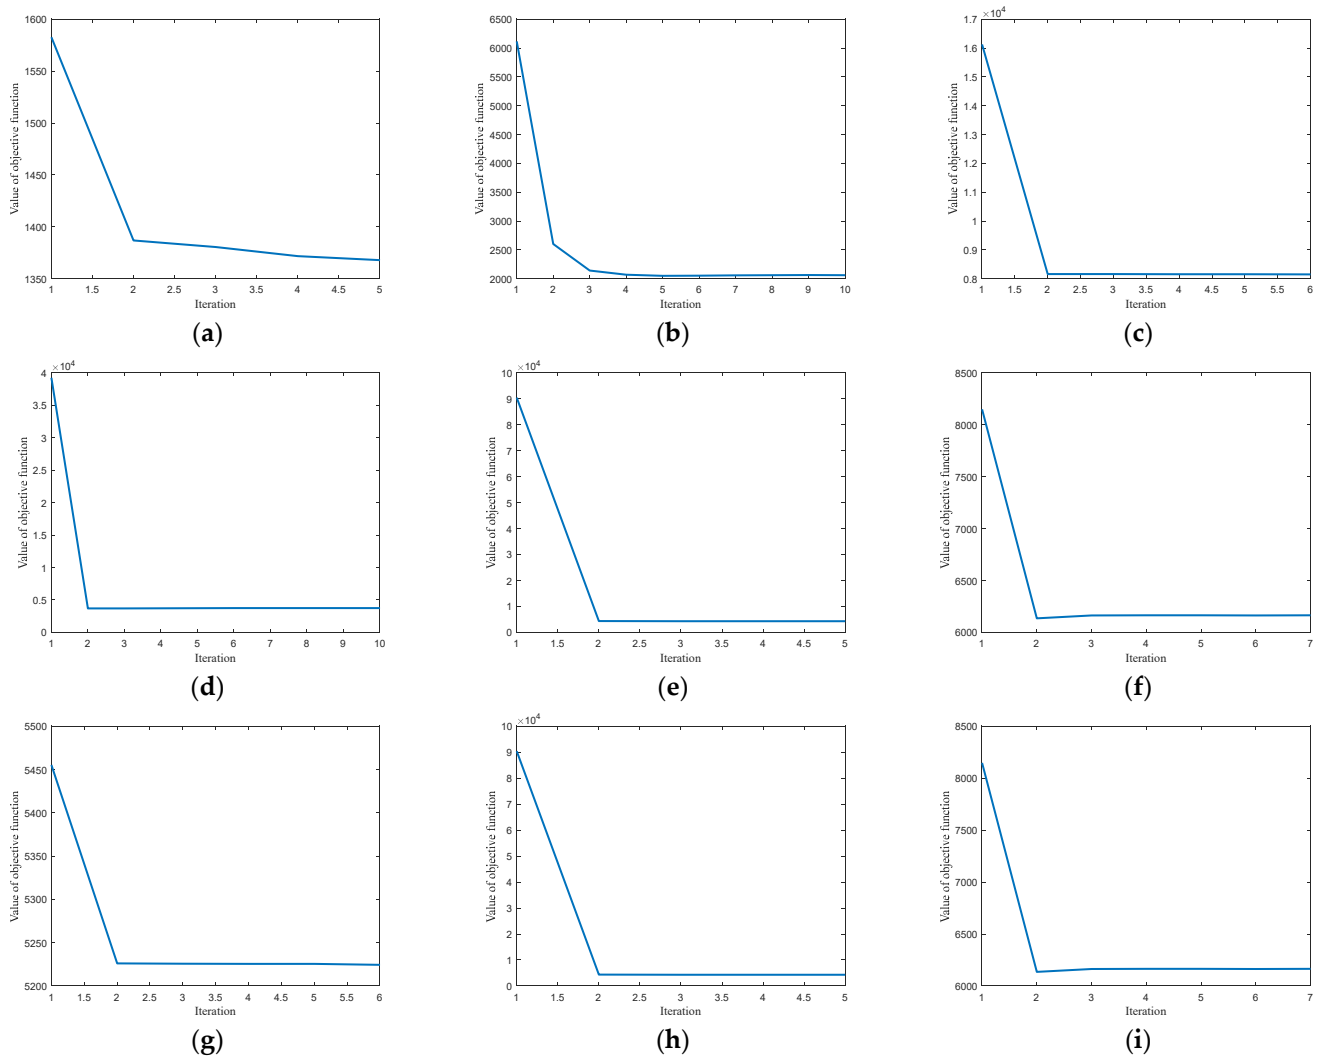 1600
1550
1500
1450
1400
1350
Value of objective function
1 1.5 2 2.5 3 3.5 4 4.5 5
Iteration
(a)
6500
6000
5500
5000
4500
4000
3500
3000
2500
2000
Value of objective function
1 2 3 4 5 6 7 8 9 10
Iteration
(b)
×10⁴
1.7
1.6
1.5
1.4
1.3
1.2
1.1
1
0.9
0.8
Value of objective function
1 1.5 2 2.5 3 3.5 4 4.5 5 5.5 6
Iteration
(c)
×10⁴
4
3.5
3
2.5
2
1.5
1
0.5
0
Value of objective function
1 2 3 4 5 6 7 8 9 10
Iteration
(d)
×10⁴
10
9
8
7
6
5
4
3
2
1
0
Value of objective function
1 1.5 2 2.5 3 3.5 4 4.5 5
Iteration
(e)
8500
8000
7500
7000
6500
6000
Value of objective function
1 2 3 4 5 6 7
Iteration
(f)
5500
5450
5400
5350
5300
5250
5200
Value of objective function
1 1.5 2 2.5 3 3.5 4 4.5 5 5.5 6
Iteration
(g)
×10⁴
10
9
8
7
6
5
4
3
2
1
0
Value of objective function
1 1.5 2 2.5 3 3.5 4 4.5 5
Iteration
(h)
8500
8000
7500
7000
6500
6000
Value of objective function
1 2 3 4 5 6 7
Iteration
(i)